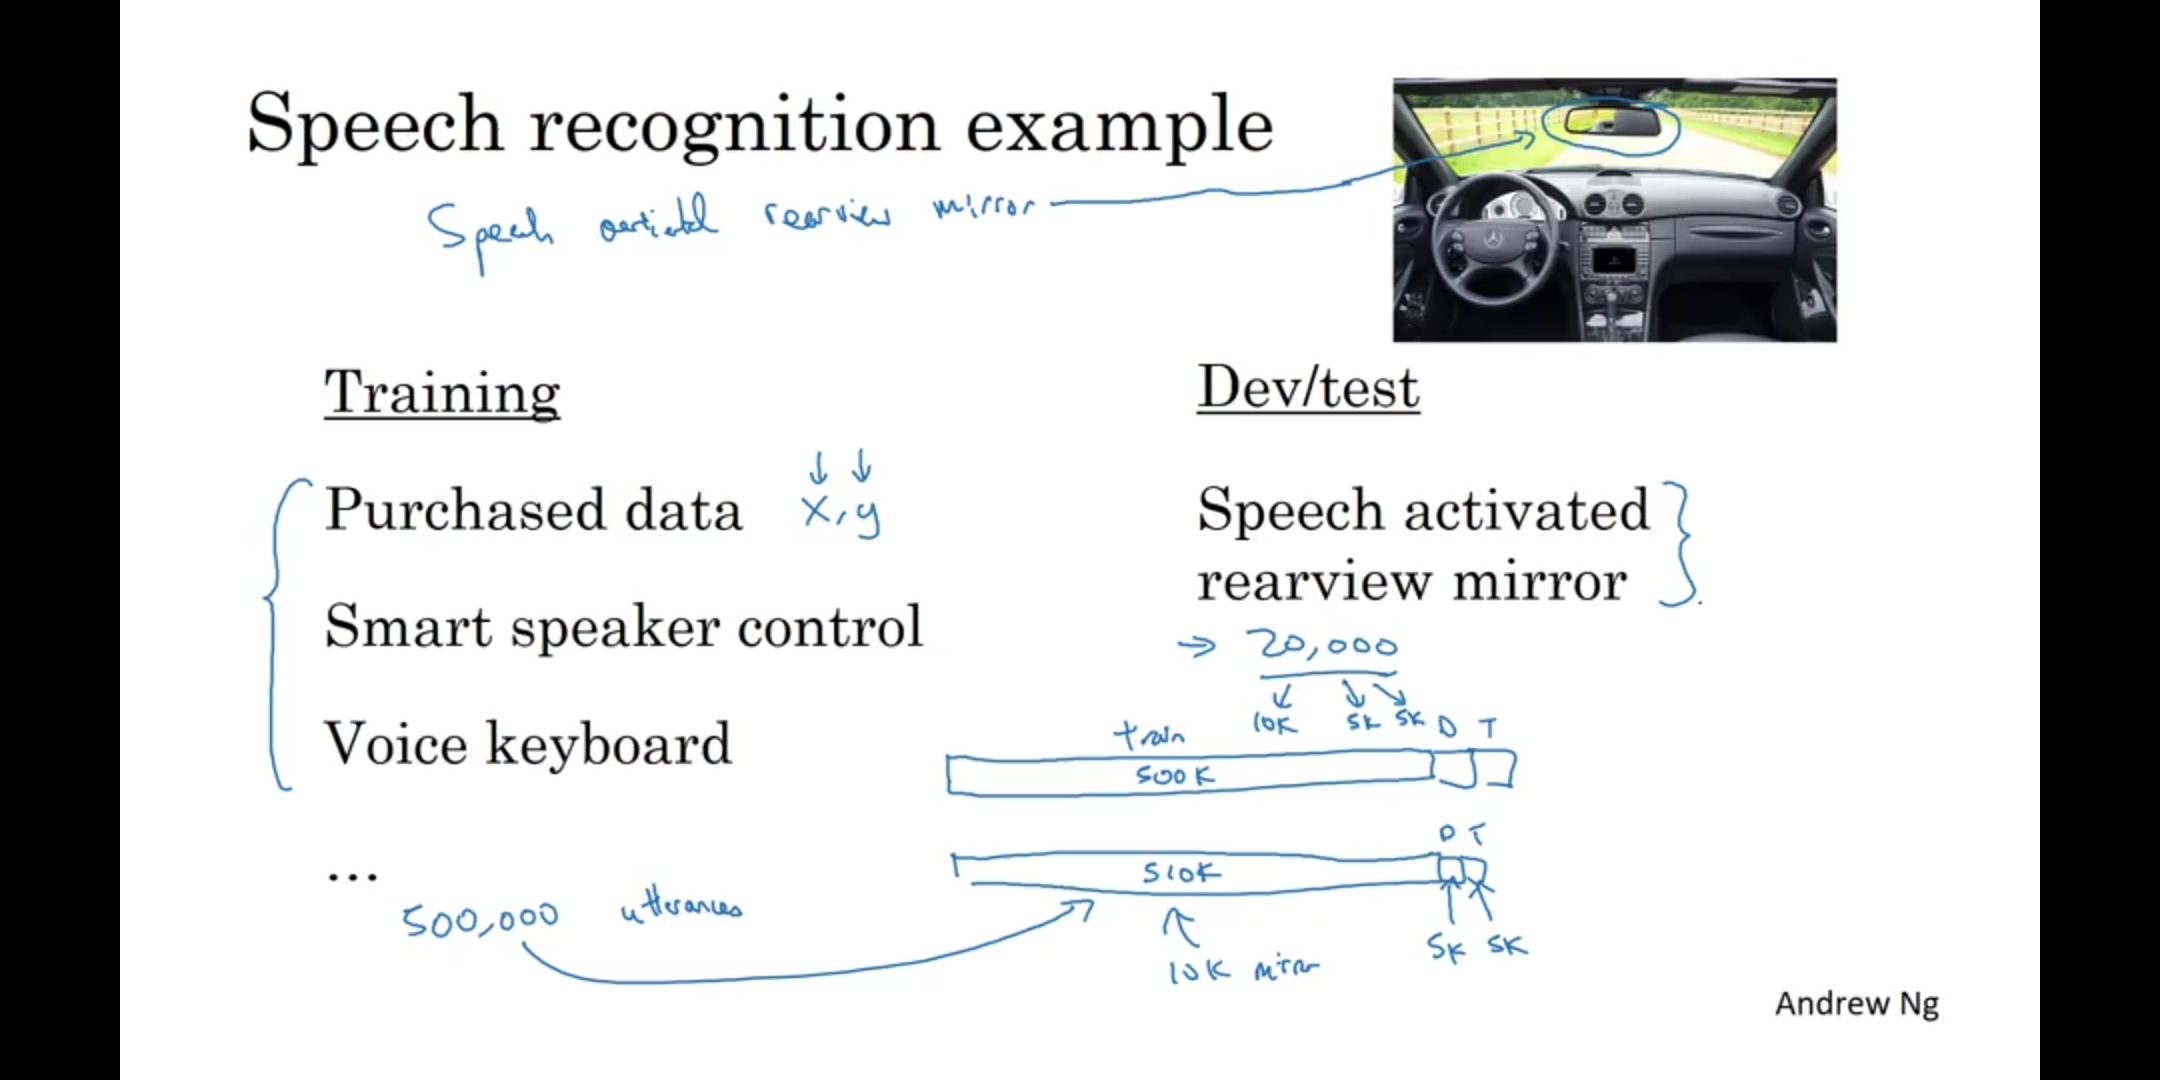 Speech recognition example
Speech activated rearview mirror
Training
Purchased data x, y
Smart speaker control
Voice keyboard
...
500,000 utterances
Dev/test
Speech activated
rearview mirror
→ 20,000
10K 5K 5K
train D T
500K
D T
510K
10K mirror
5K 5K
Andrew Ng